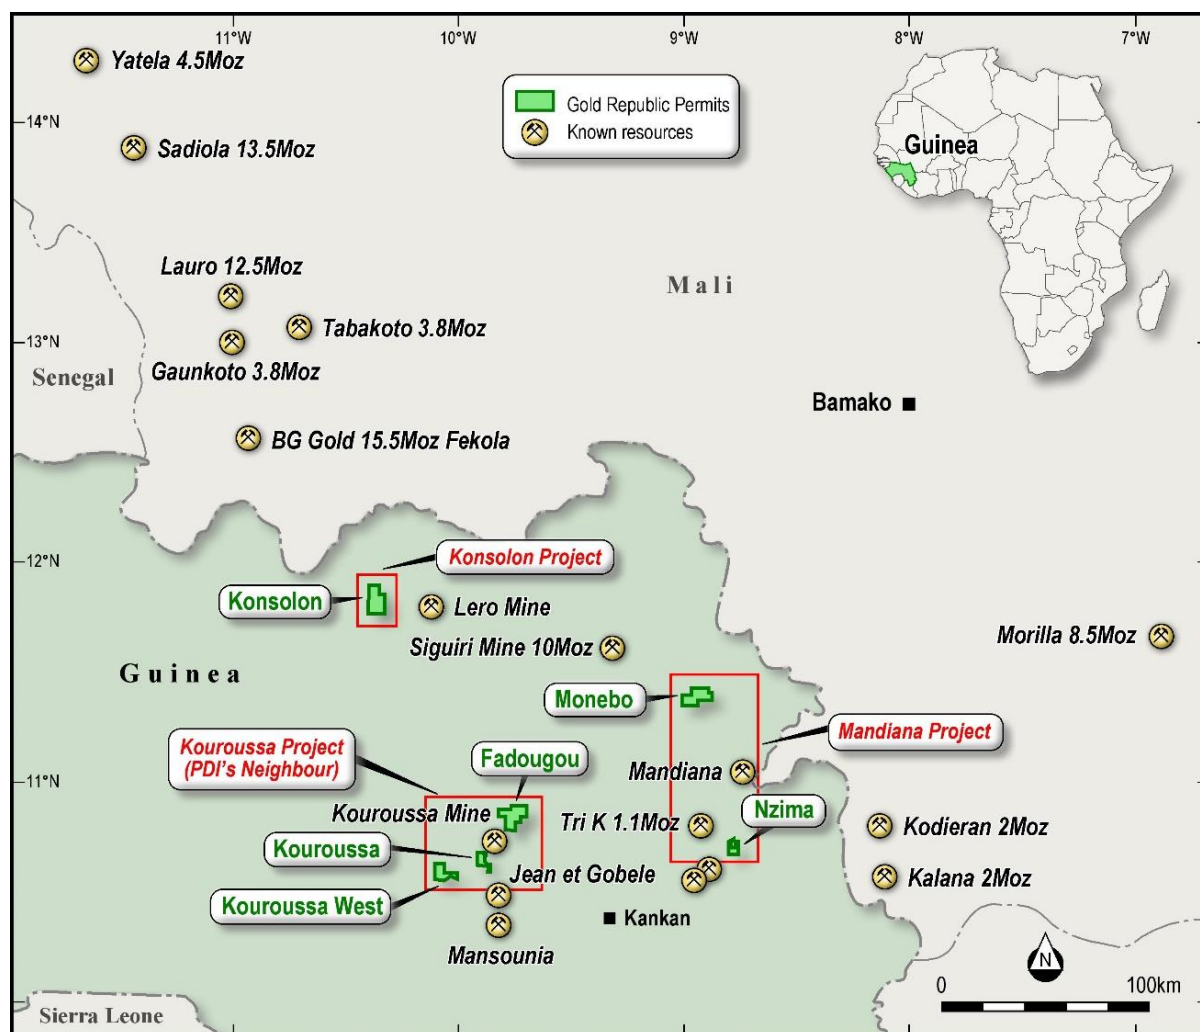 11°W
10°W
9°W
8°W
7°W
Yatela 4.5Moz
Gold Republic Permits
Known resources
14°N
Sadiola 13.5Moz
Guinea
Lauro 12.5Moz
Mali
Tabakoto 3.8Moz
13°N
Senegal
Gaunkoto 3.8Moz
Bamako
BG Gold 15.5Moz Fekola
12°N
Konsolon Project
Konsolon
Lero Mine
Siguiri Mine 10Moz
Morilla 8.5Moz
Guinea
Monebo
Kouroussa Project
(PDI's Neighbour)
Mandiana Project
Fadougou
11°N
Mandiana
Kouroussa Mine
Tri K 1.1Moz
Nzima
Kodieran 2Moz
Kouroussa
Jean et Gobele
Kalana 2Moz
Kouroussa West
Kankan
Mansounia
N
0
100km
Sierra Leone